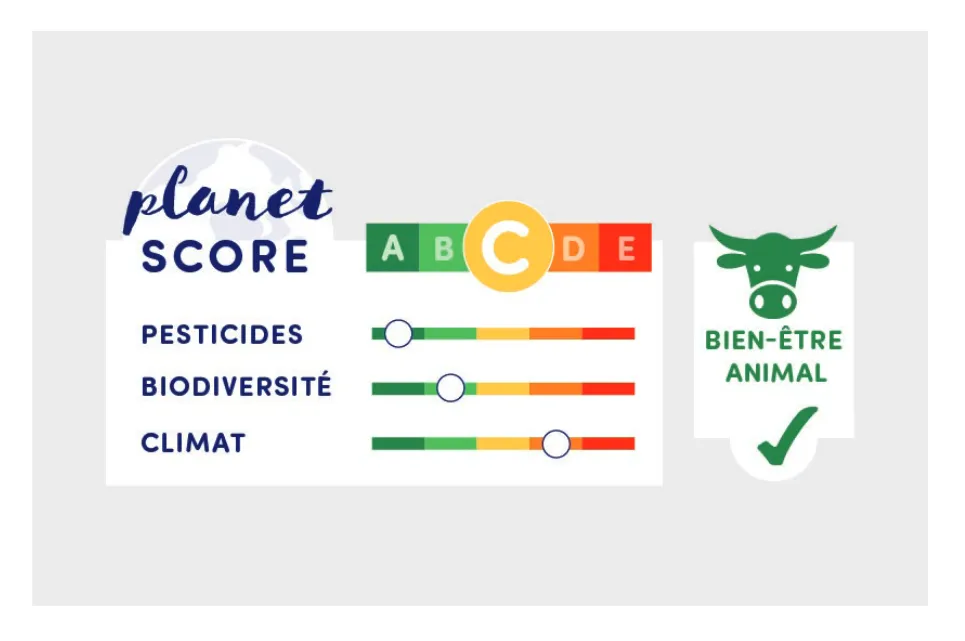 planet
SCORE
A B C D E
PESTICIDES
BIODIVERSITÉ
CLIMAT
BIEN-ÊTRE
ANIMAL